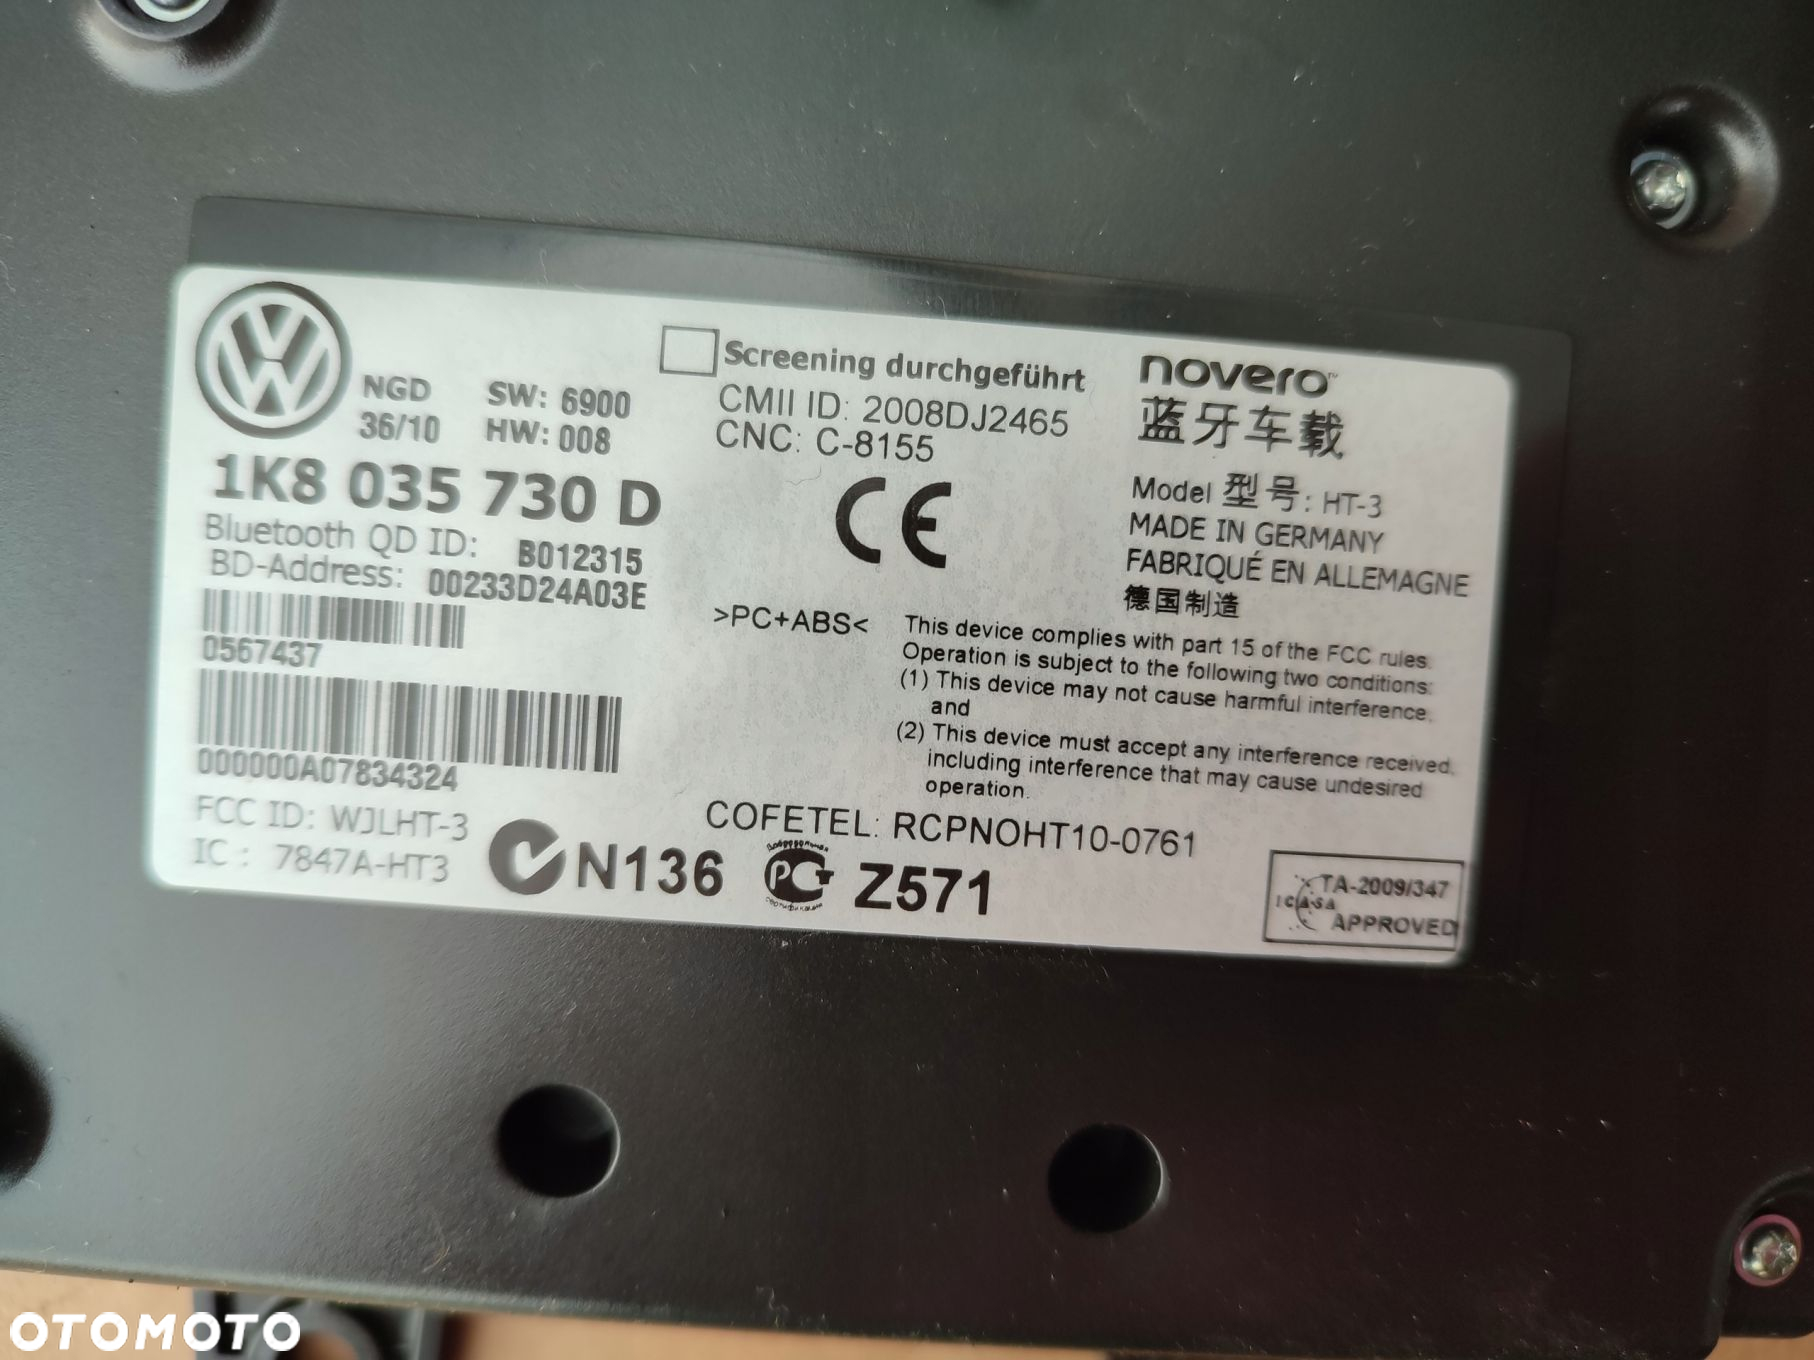 NGD SW: 6900
36/10 HW: 008
1K8 035 730 D
Bluetooth QD ID: B012315
BD-Address: 00233D24A03E
0567437
000000A07834324
FCC ID: WJLHT-3
IC : 7847A-HT3
Screening durchgeführt
CMII ID: 2008DJ2465
CNC: C-8155
CE
>PC+ABS<
novero™
蓝牙车载
Model 型号: HT-3
MADE IN GERMANY
FABRIQUÉ EN ALLEMAGNE
德国制造
This device complies with part 15 of the FCC rules.
Operation is subject to the following two conditions:
(1) This device may not cause harmful interference,
and
(2) This device must accept any interference received,
including interference that may cause undesired
operation.
COFETEL: RCPNOHT10-0761
N136
Добровольная
РСТ
сертификация
Z571
TA-2009/347
ICASA
APPROVED
OTOMOTO